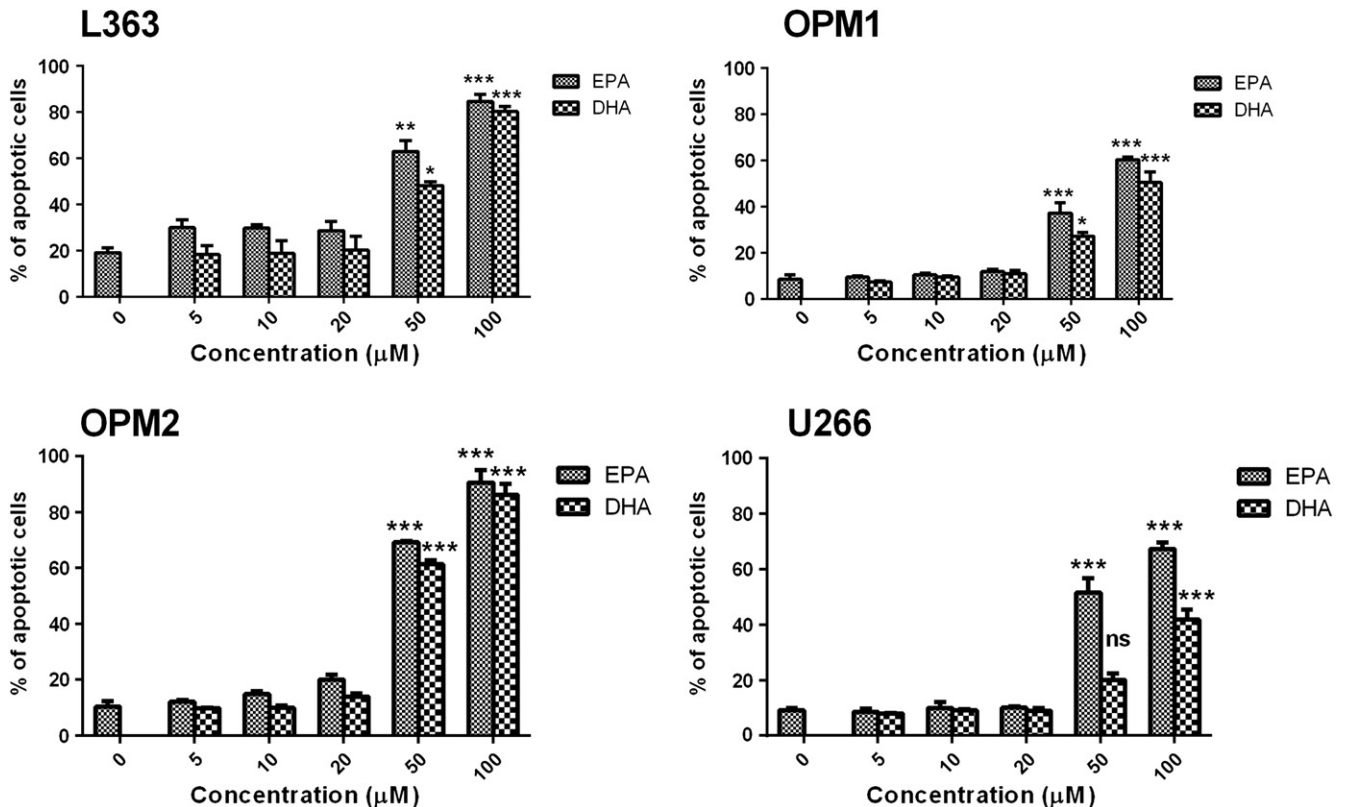 L363
EPA
DHA
% of apoptotic cells
100
80
60
40
20
0
*** ***
**
*
0 5 10 20 50 100
Concentration (μM)
OPM1
EPA
DHA
% of apoptotic cells
100
80
60
40
20
0
***
***
***
*
0 5 10 20 50 100
Concentration (μM)
OPM2
EPA
DHA
% of apoptotic cells
100
80
60
40
20
0
***
***
***
***
0 5 10 20 50 100
Concentration (μM)
U266
EPA
DHA
% of apoptotic cells
100
80
60
40
20
0
***
***
***
ns
0 5 10 20 50 100
Concentration (μM)